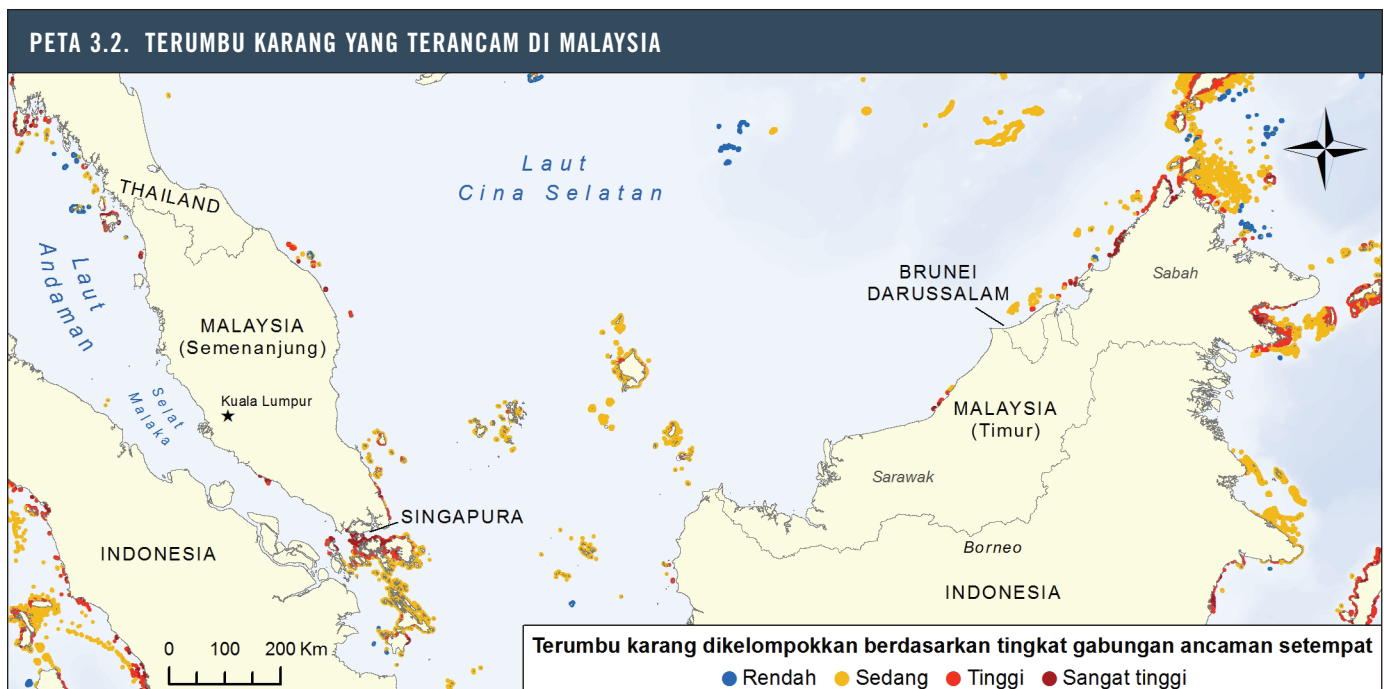 PETA 3.2. TERUMBU KARANG YANG TERANCAM DI MALAYSIA
Laut
Cina Selatan
THAILAND
Laut
Andaman
BRUNEI
DARUSSALAM
Sabah
MALAYSIA
(Semenanjung)
Selat
Malaka
Kuala Lumpur
MALAYSIA
(Timur)
Sarawak
SINGAPURA
INDONESIA
Borneo
INDONESIA
0 100 200 Km
Terumbu karang dikelompokkan berdasarkan tingkat gabungan ancaman setempat
Rendah Sedang Tinggi Sangat tinggi